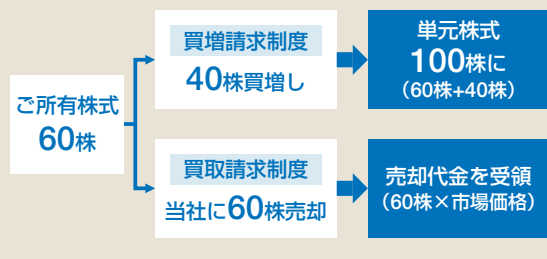 ご所有株式
60株
買増請求制度
40株買増し
単元株式
100株に
（60株+40株）
買取請求制度
当社に60株売却
売却代金を受領
（60株×市場価格）